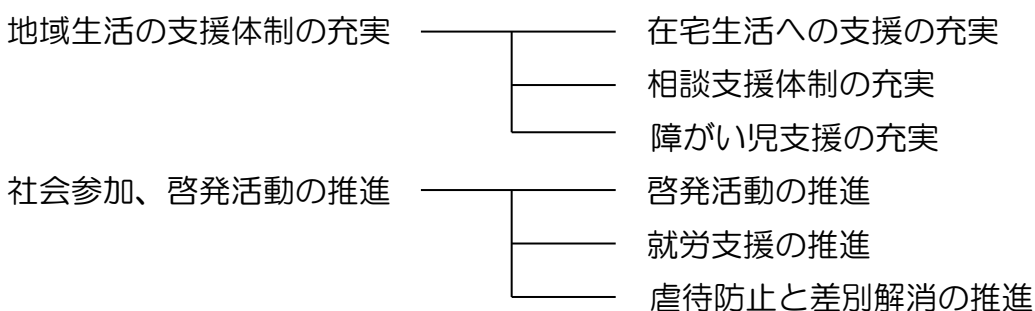 地域生活の支援体制の充実 在宅生活への支援の充実
相談支援体制の充実
障がい児支援の充実
社会参加、啓発活動の推進 啓発活動の推進
就労支援の推進
虐待防止と差別解消の推進